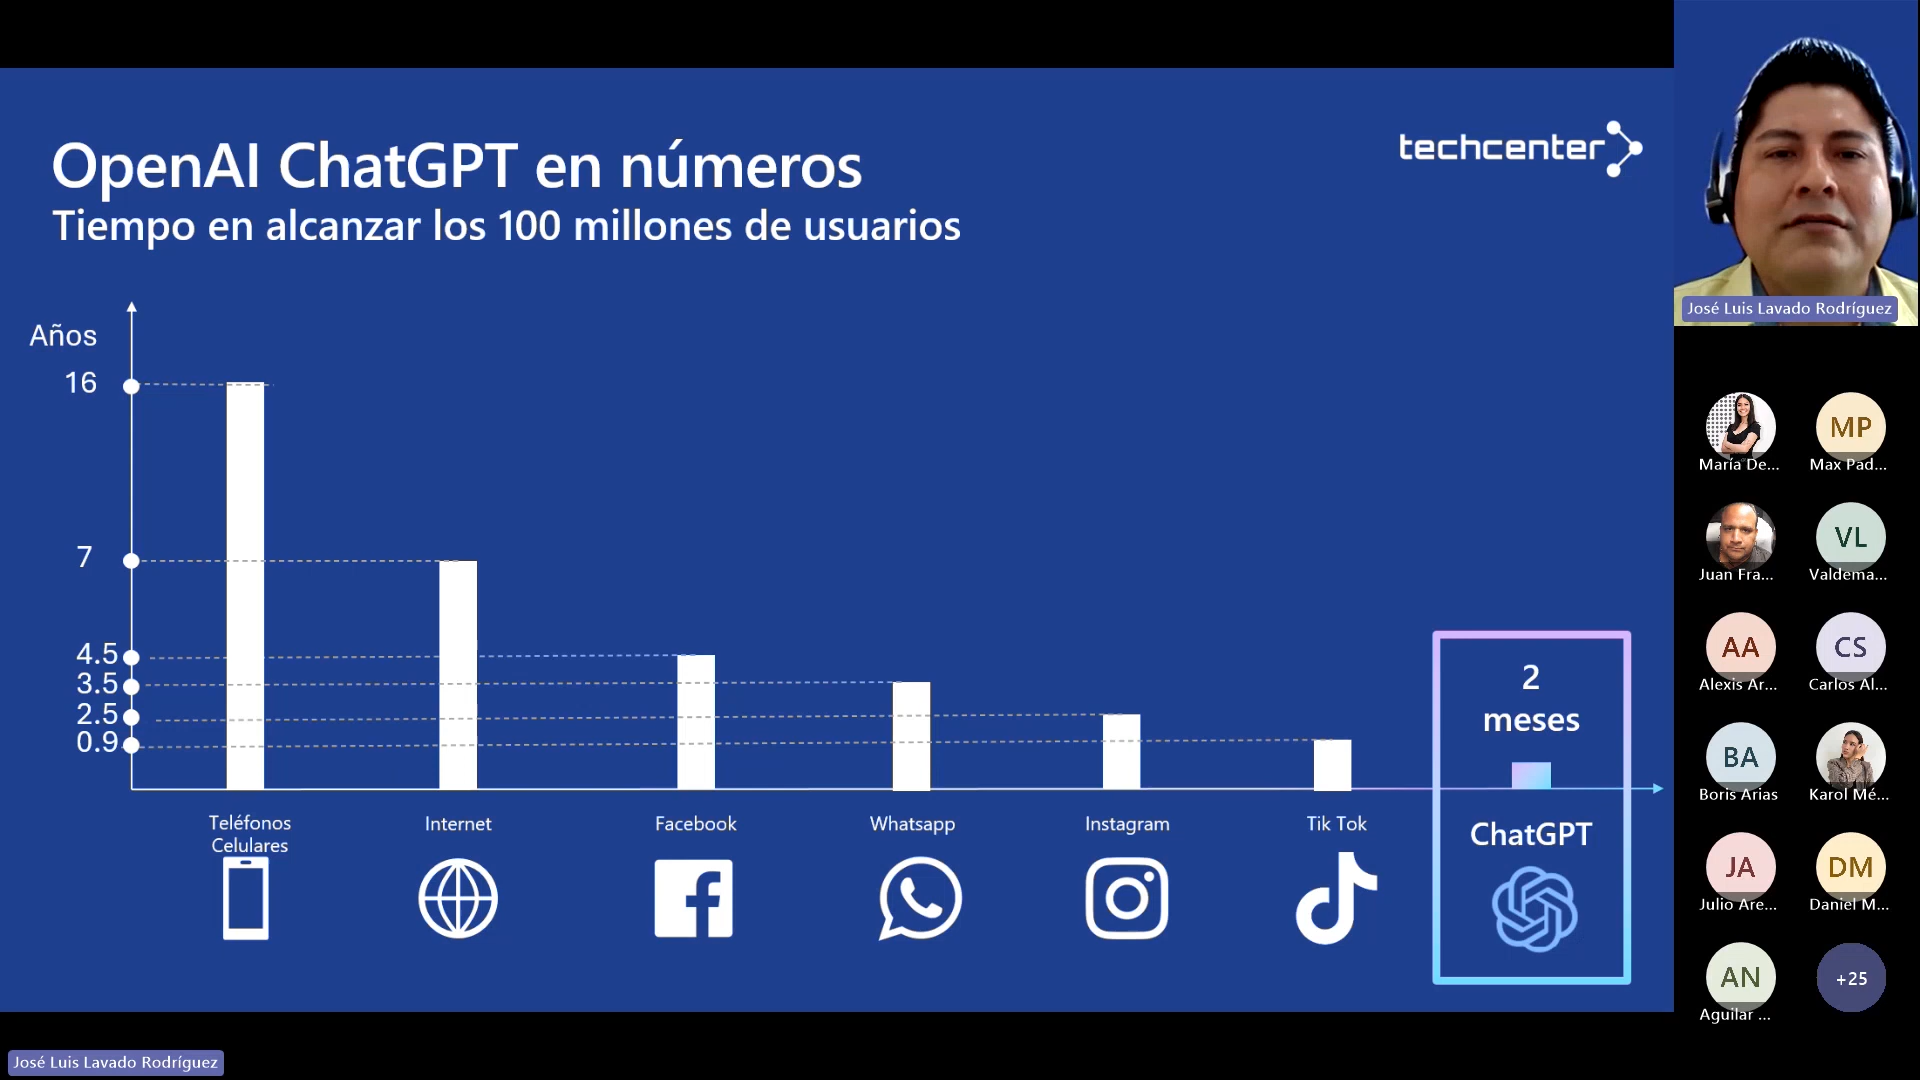 OpenAI ChatGPT en números
Tiempo en alcanzar los 100 millones de usuarios
techcenter
Años
16
7
4.5
3.5
2.5
0.9
2
meses
Teléfonos
Celulares
Internet
Facebook
Whatsapp
Instagram
Tik Tok
ChatGPT
José Luis Lavado Rodríguez
MP
María De...
Max Pad...
VL
Juan Fra...
Valdema...
AA
CS
Alexis Ar...
Carlos Al...
BA
Boris Arias
Karol Mé...
JA
DM
Julio Are...
Daniel M...
AN
+25
Aguilar ...
José Luis Lavado Rodríguez